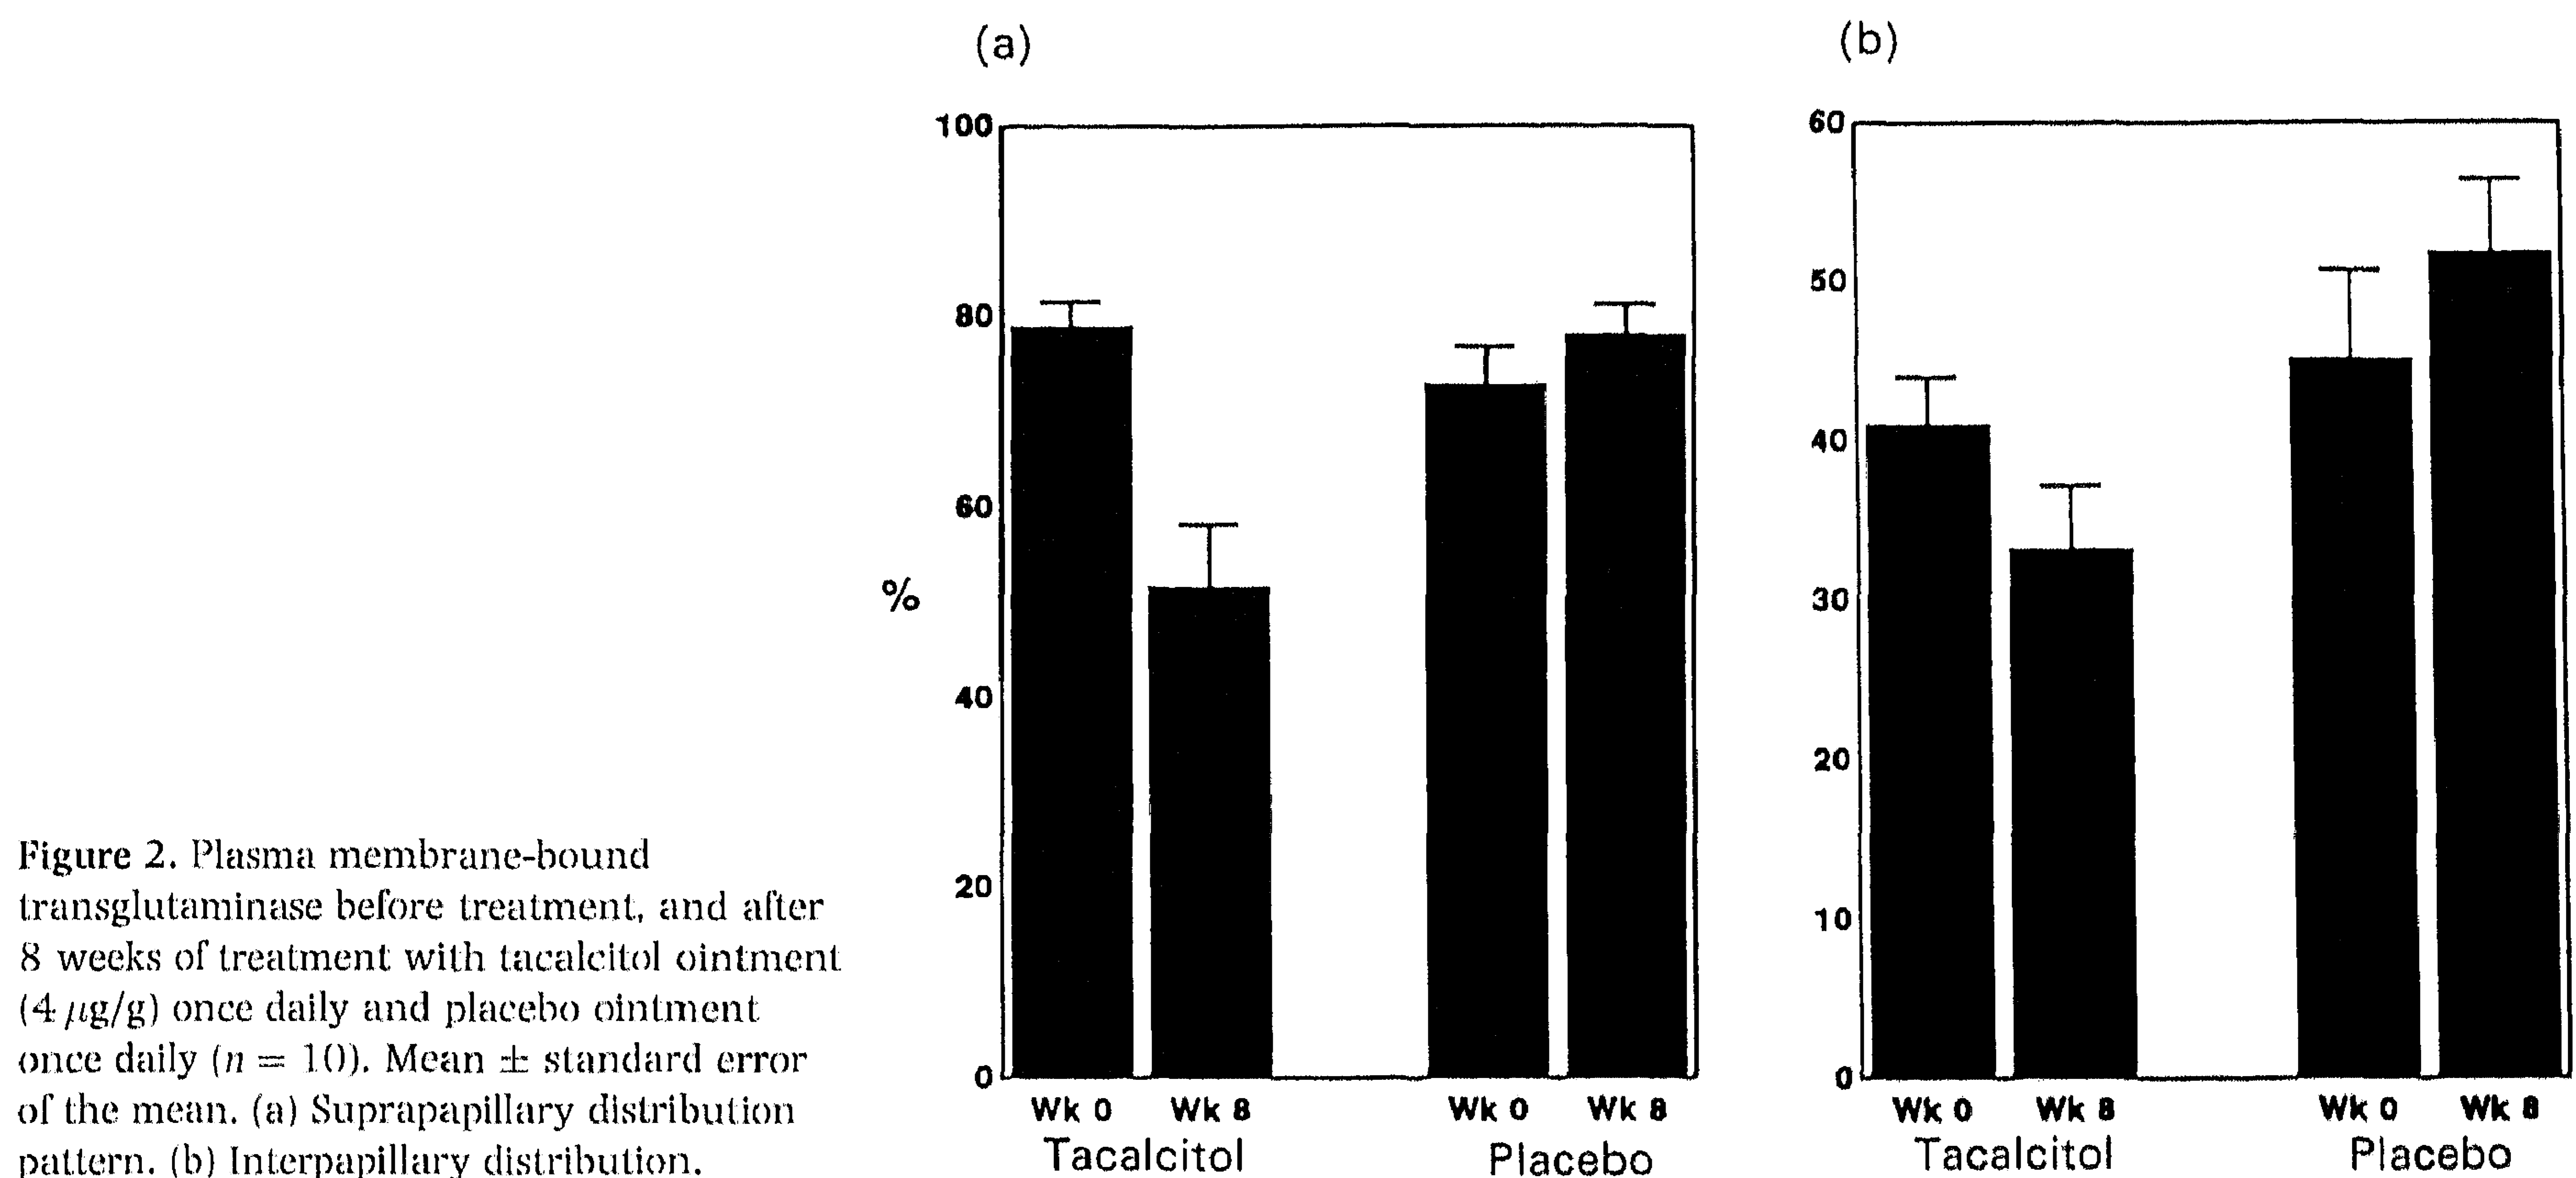 (a)
100
80
60
%
40
20
0
Wk 0 Wk 8 Wk 0 Wk 8
Tacalcitol Placebo
(b)
60
50
40
30
20
10
0
Wk 0 Wk 8 Wk 0 Wk 8
Tacalcitol Placebo
Figure 2. Plasma membrane-bound
transglutaminase before treatment, and after
8 weeks of treatment with tacalcitol ointment
(4 μg/g) once daily and placebo ointment
once daily (n = 10). Mean ± standard error
of the mean. (a) Suprapapillary distribution
pattern. (b) Interpapillary distribution.